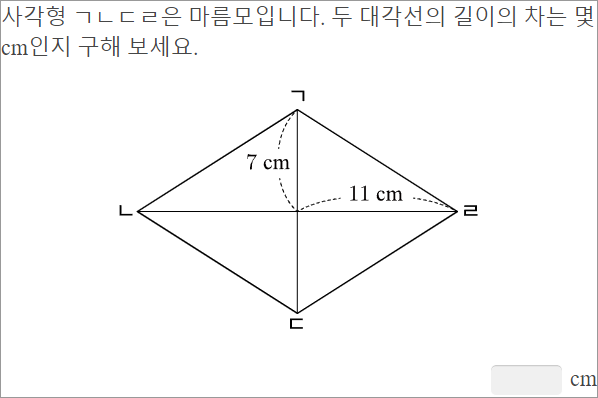 사각형 ㄱㄴㄷㄹ은 마름모입니다. 두 대각선의 길이의 차는 몇
cm인지 구해 보세요.
ㄱ
7 cm
11 cm
ㄴ
ㄹ
ㄷ
cm